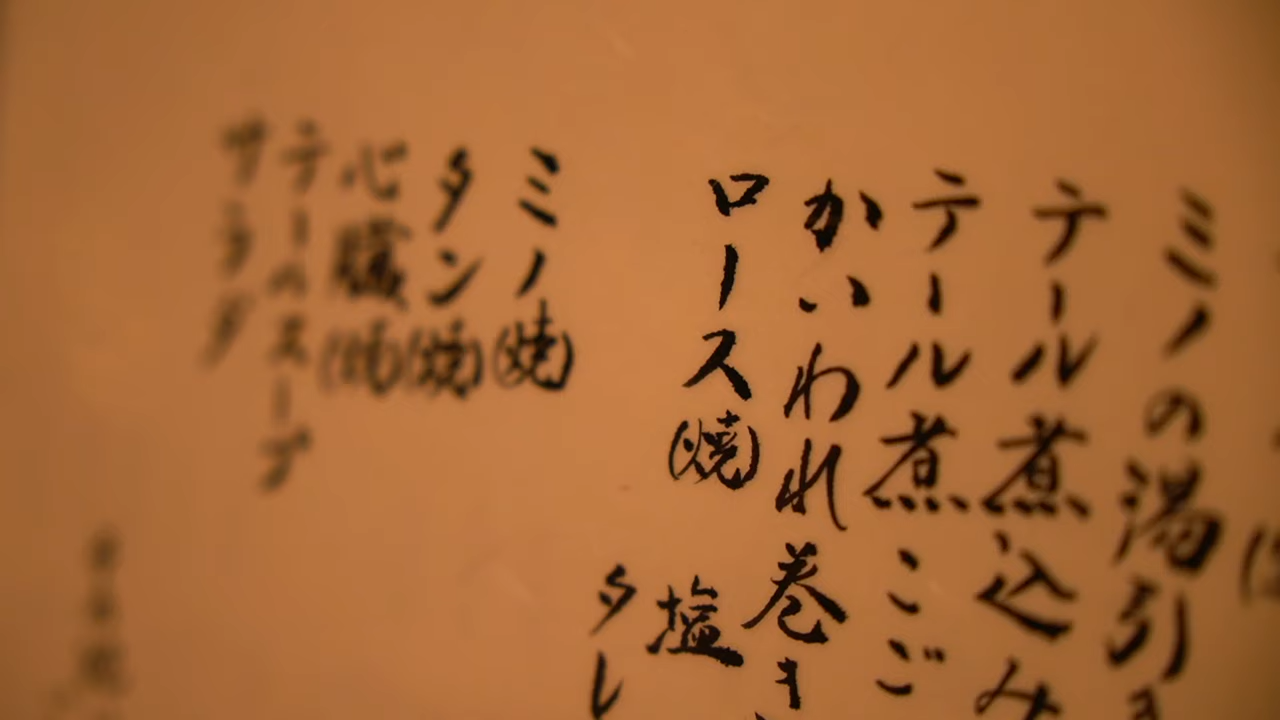 ミノの湯引き
テール煮込み
テール煮こご
かいわれ巻き
ロース(焼)
塩
タレ
ミノ(焼)
タン(焼)
心臓(焼)
テールスープ
サラダ